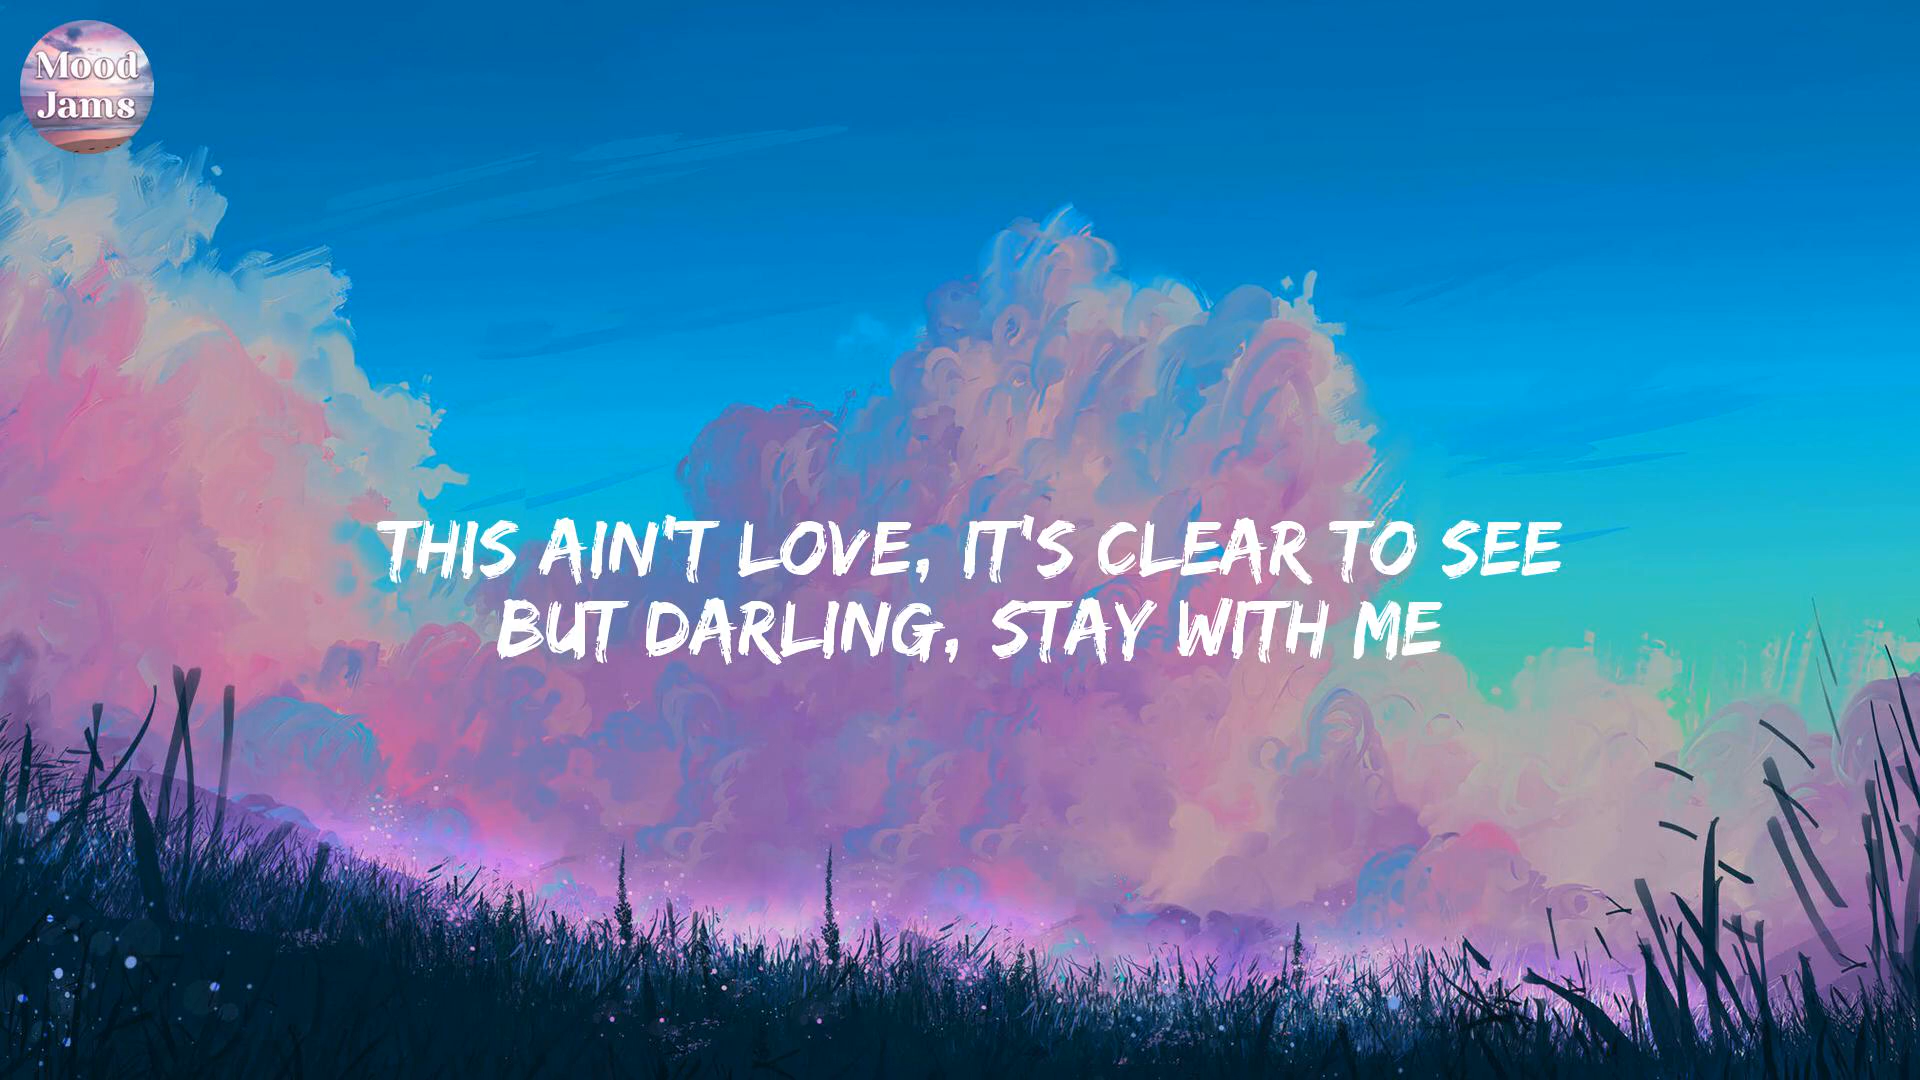 Mood
Jams
THIS AIN'T LOVE, IT'S CLEAR TO SEE
BUT DARLING, STAY WITH ME